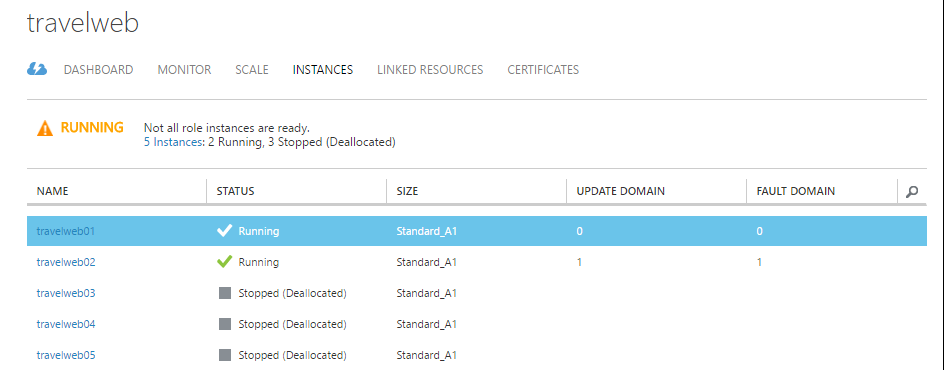 travelweb
DASHBOARD MONITOR SCALE INSTANCES LINKED RESOURCES CERTIFICATES
RUNNING Not all role instances are ready.
5 Instances: 2 Running, 3 Stopped (Deallocated)
NAME STATUS SIZE UPDATE DOMAIN FAULT DOMAIN
travelweb01 Running Standard_A1 0 0
travelweb02 Running Standard_A1 1 1
travelweb03 Stopped (Deallocated) Standard_A1
travelweb04 Stopped (Deallocated) Standard_A1
travelweb05 Stopped (Deallocated) Standard_A1